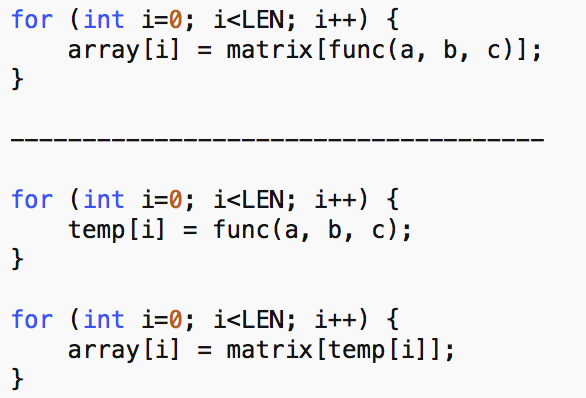 for (int i=0; i<LEN; i++) {
    array[i] = matrix[func(a, b, c)];
}
-------------------------------------
for (int i=0; i<LEN; i++) {
    temp[i] = func(a, b, c);
}
for (int i=0; i<LEN; i++) {
    array[i] = matrix[temp[i]];
}